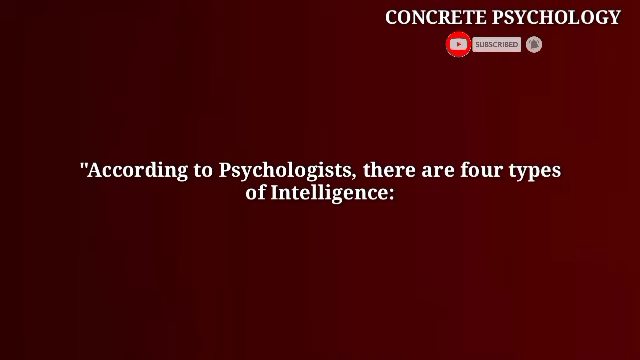 CONCRETE PSYCHOLOGY
SUBSCRIBED
"According to Psychologists, there are four types
of Intelligence: